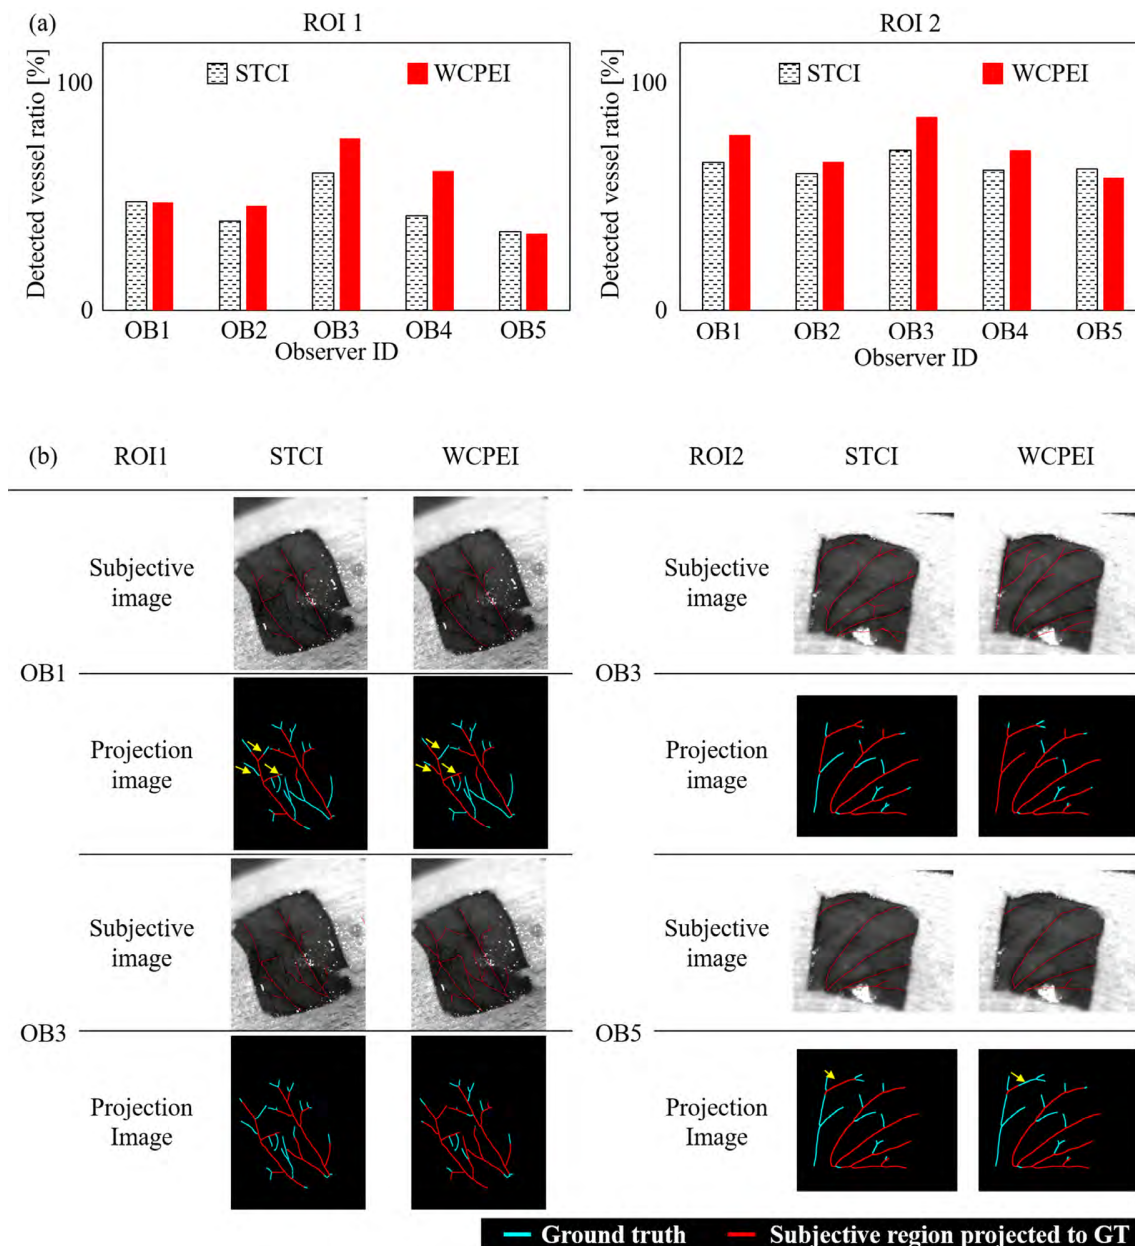 (a)
ROI 1
Detected vessel ratio [%]
100
0
STCI
WCPEI
OB1 OB2 OB3 OB4 OB5
Observer ID
ROI 2
Detected vessel ratio [%]
100
0
STCI
WCPEI
OB1 OB2 OB3 OB4 OB5
Observer ID
(b)
ROI1 STCI WCPEI
OB1
Subjective
image
Projection
image
OB3
Subjective
image
Projection
Image
ROI2 STCI WCPEI
OB3
Subjective
image
Projection
image
OB5
Subjective
image
Projection
Image
Ground truth
Subjective region projected to GT